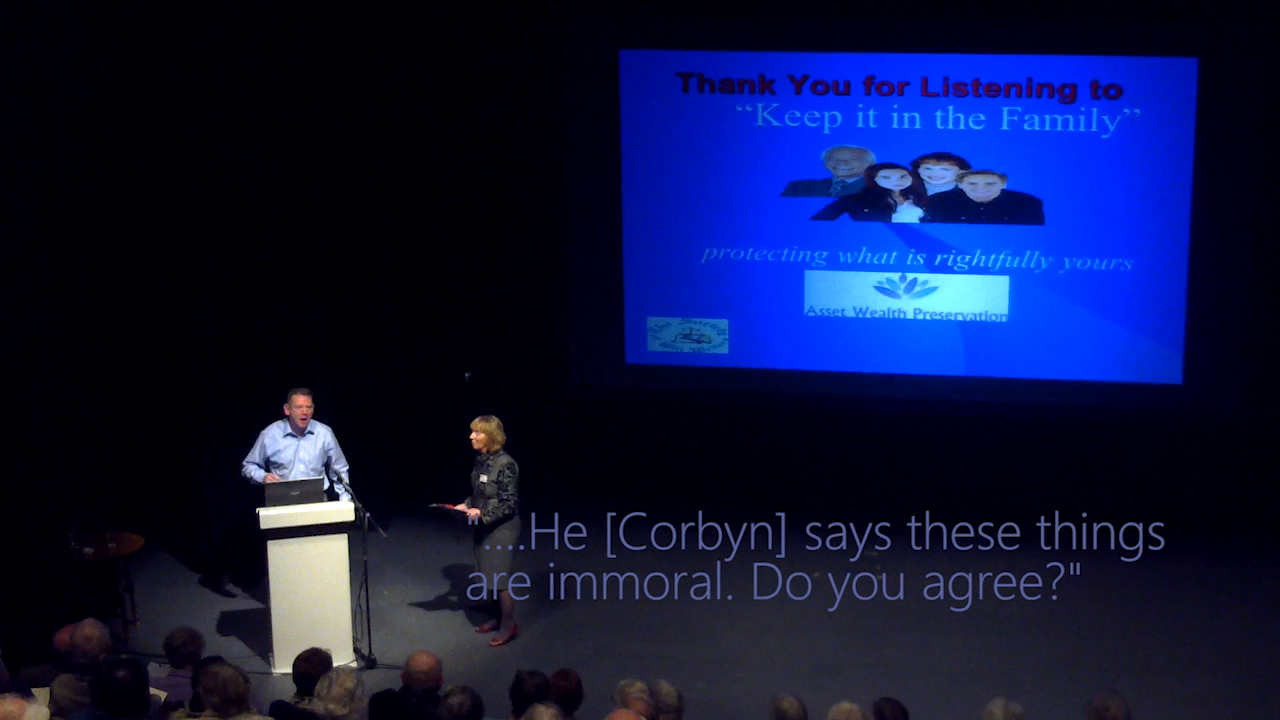 Thank You for Listening to
“Keep it in the Family”
protecting what is rightfully yours
Asset Wealth Preservation
"....He [Corbyn] says these things
are immoral. Do you agree?"